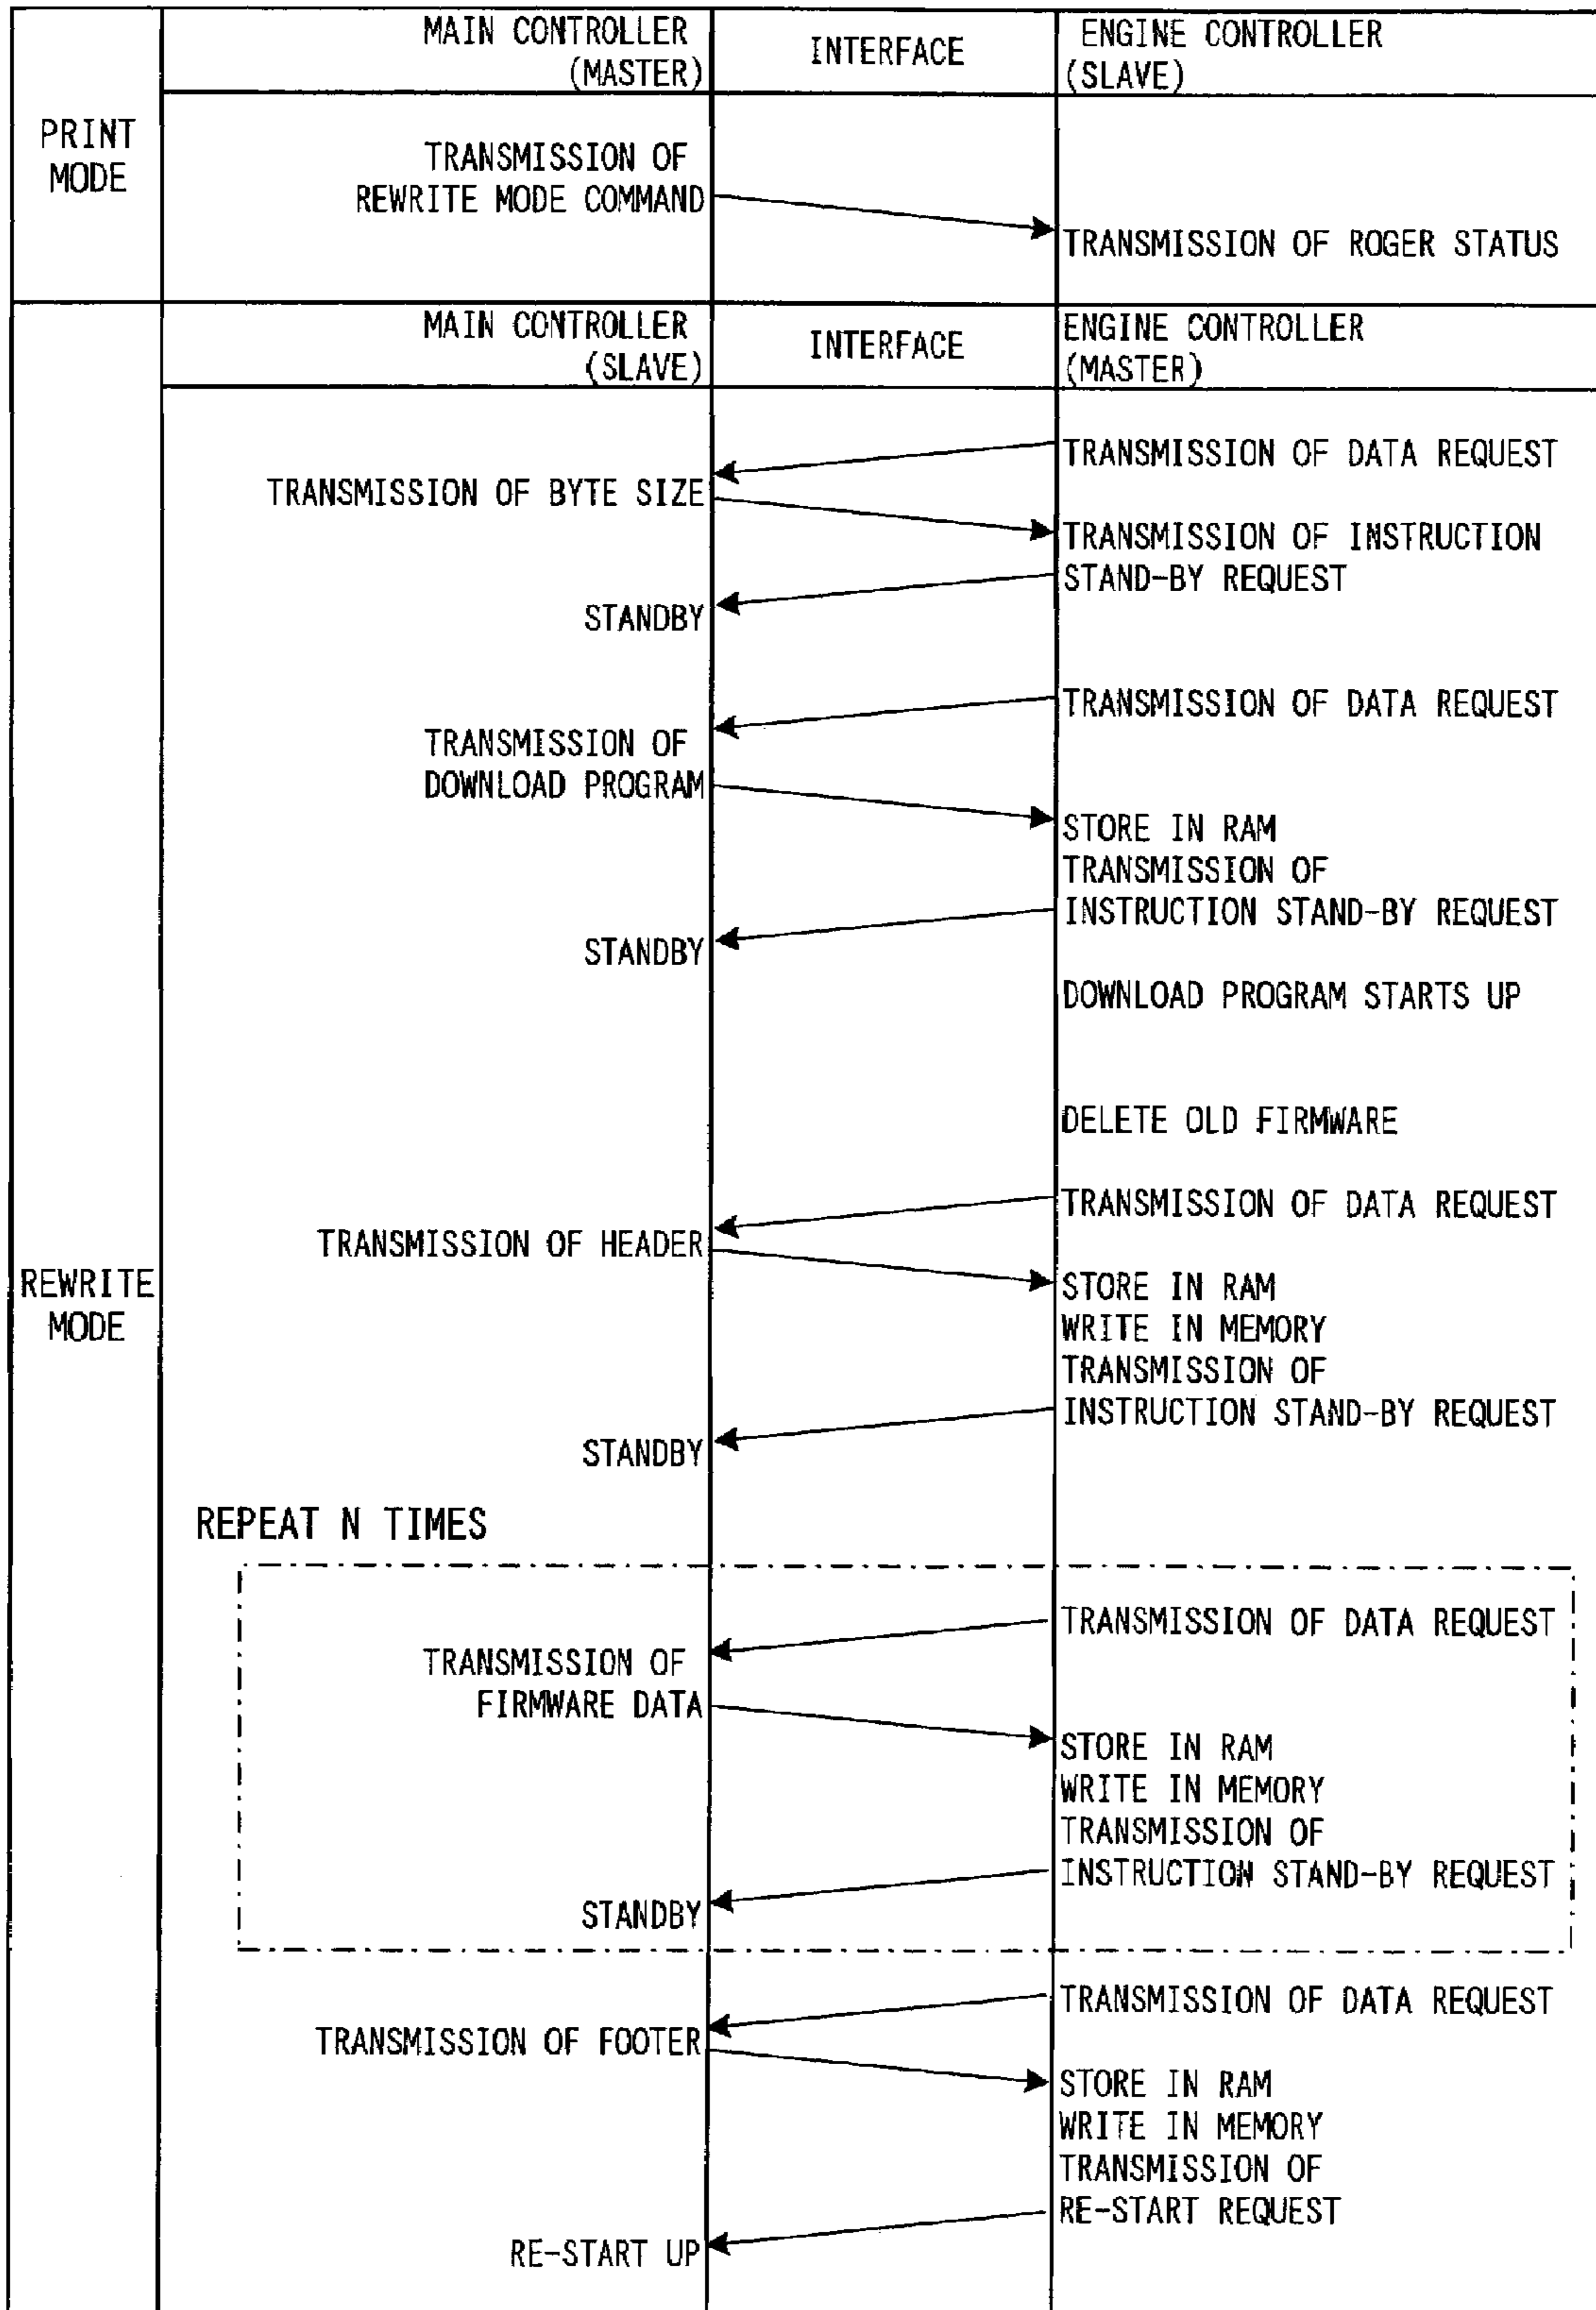 MAIN CONTROLLER
(MASTER)
INTERFACE
ENGINE CONTROLLER
(SLAVE)
PRINT
MODE
TRANSMISSION OF
REWRITE MODE COMMAND
TRANSMISSION OF ROGER STATUS
MAIN CONTROLLER
(SLAVE)
INTERFACE
ENGINE CONTROLLER
(MASTER)
TRANSMISSION OF DATA REQUEST
TRANSMISSION OF BYTE SIZE
TRANSMISSION OF INSTRUCTION
STAND-BY REQUEST
STANDBY
TRANSMISSION OF DATA REQUEST
TRANSMISSION OF
DOWNLOAD PROGRAM
STORE IN RAM
TRANSMISSION OF
INSTRUCTION STAND-BY REQUEST
STANDBY
DOWNLOAD PROGRAM STARTS UP
DELETE OLD FIRMWARE
TRANSMISSION OF DATA REQUEST
TRANSMISSION OF HEADER
REWRITE
MODE
STORE IN RAM
WRITE IN MEMORY
TRANSMISSION OF
INSTRUCTION STAND-BY REQUEST
STANDBY
REPEAT N TIMES
TRANSMISSION OF DATA REQUEST
TRANSMISSION OF
FIRMWARE DATA
STORE IN RAM
WRITE IN MEMORY
TRANSMISSION OF
INSTRUCTION STAND-BY REQUEST
STANDBY
TRANSMISSION OF DATA REQUEST
TRANSMISSION OF FOOTER
STORE IN RAM
WRITE IN MEMORY
TRANSMISSION OF
RE-START REQUEST
RE-START UP